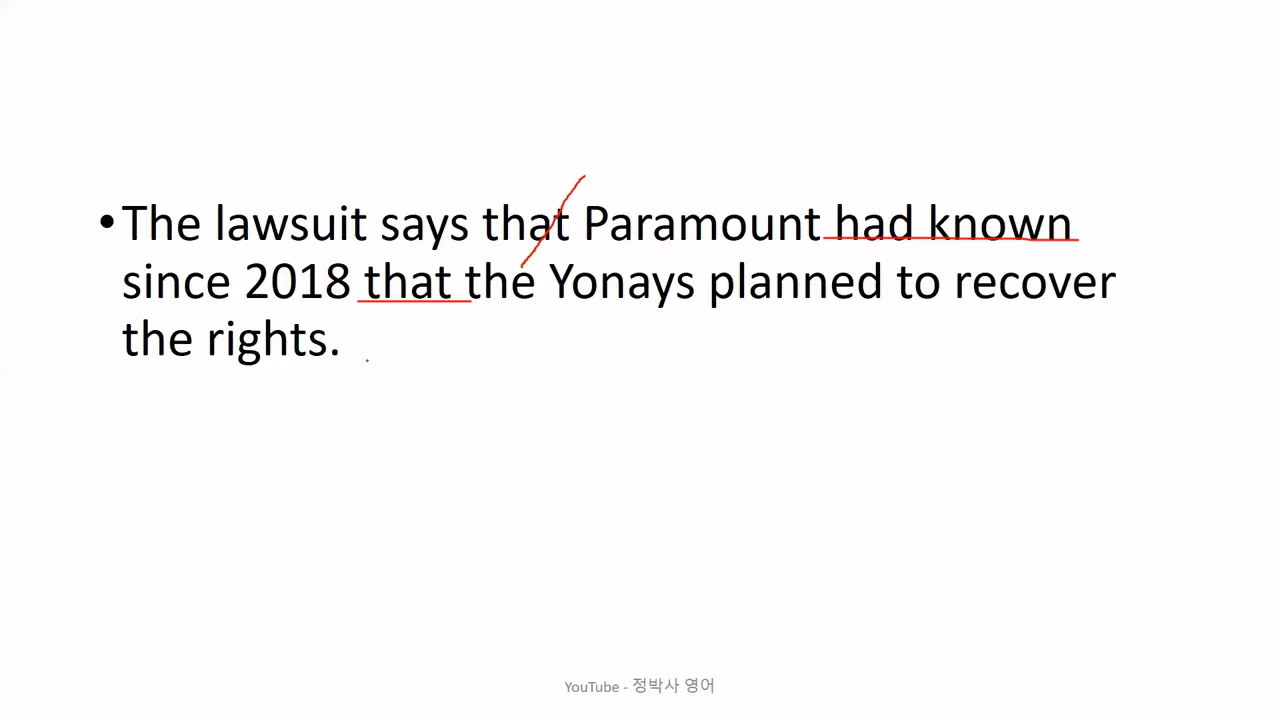 •The lawsuit says that Paramount had known
since 2018 that the Yonays planned to recover
the rights.
YouTube - 정박사 영어